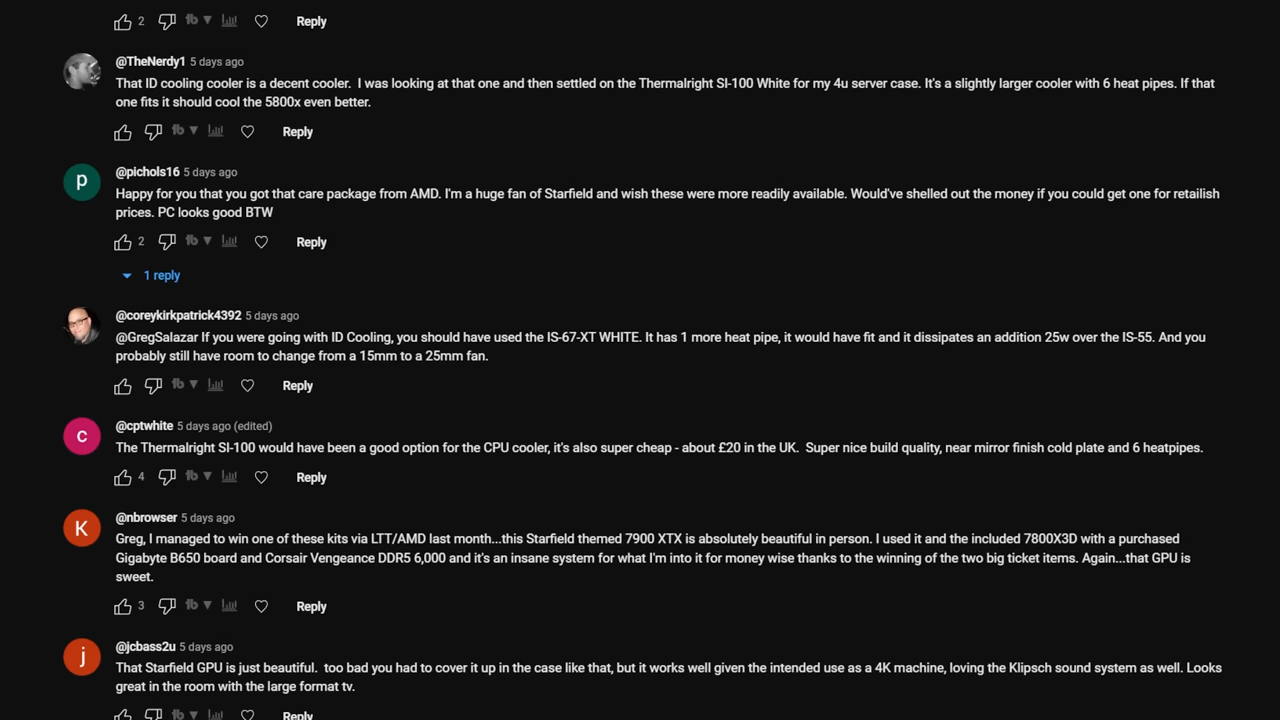 2 Reply
@TheNerdy1 5 days ago
That ID cooling cooler is a decent cooler.  I was looking at that one and then settled on the Thermalright SI-100 White for my 4u server case. It's a slightly larger cooler with 6 heat pipes. If that
one fits it should cool the 5800x even better.
Reply
P
@pichols16 5 days ago
Happy for you that you got that care package from AMD. I'm a huge fan of Starfield and wish these were more readily available. Would've shelled out the money if you could get one for retailish
prices. PC looks good BTW
2 Reply
1 reply
@coreykirkpatrick4392 5 days ago
@GregSalazar If you were going with ID Cooling, you should have used the IS-67-XT WHITE. It has 1 more heat pipe, it would have fit and it dissipates an addition 25w over the IS-55. And you
probably still have room to change from a 15mm to a 25mm fan.
Reply
c
@cptwhite 5 days ago (edited)
The Thermalright SI-100 would have been a good option for the CPU cooler, it's also super cheap - about £20 in the UK.  Super nice build quality, near mirror finish cold plate and 6 heatpipes.
4 Reply
K
@nbrowser 5 days ago
Greg, I managed to win one of these kits via LTT/AMD last month...this Starfield themed 7900 XTX is absolutely beautiful in person. I used it and the included 7800X3D with a purchased
Gigabyte B650 board and Corsair Vengeance DDR5 6,000 and it's an insane system for what I'm into it for money wise thanks to the winning of the two big ticket items. Again...that GPU is
sweet.
3 Reply
j
@jcbass2u 5 days ago
That Starfield GPU is just beautiful.  too bad you had to cover it up in the case like that, but it works well given the intended use as a 4K machine, loving the Klipsch sound system as well. Looks
great in the room with the large format tv.
Reply